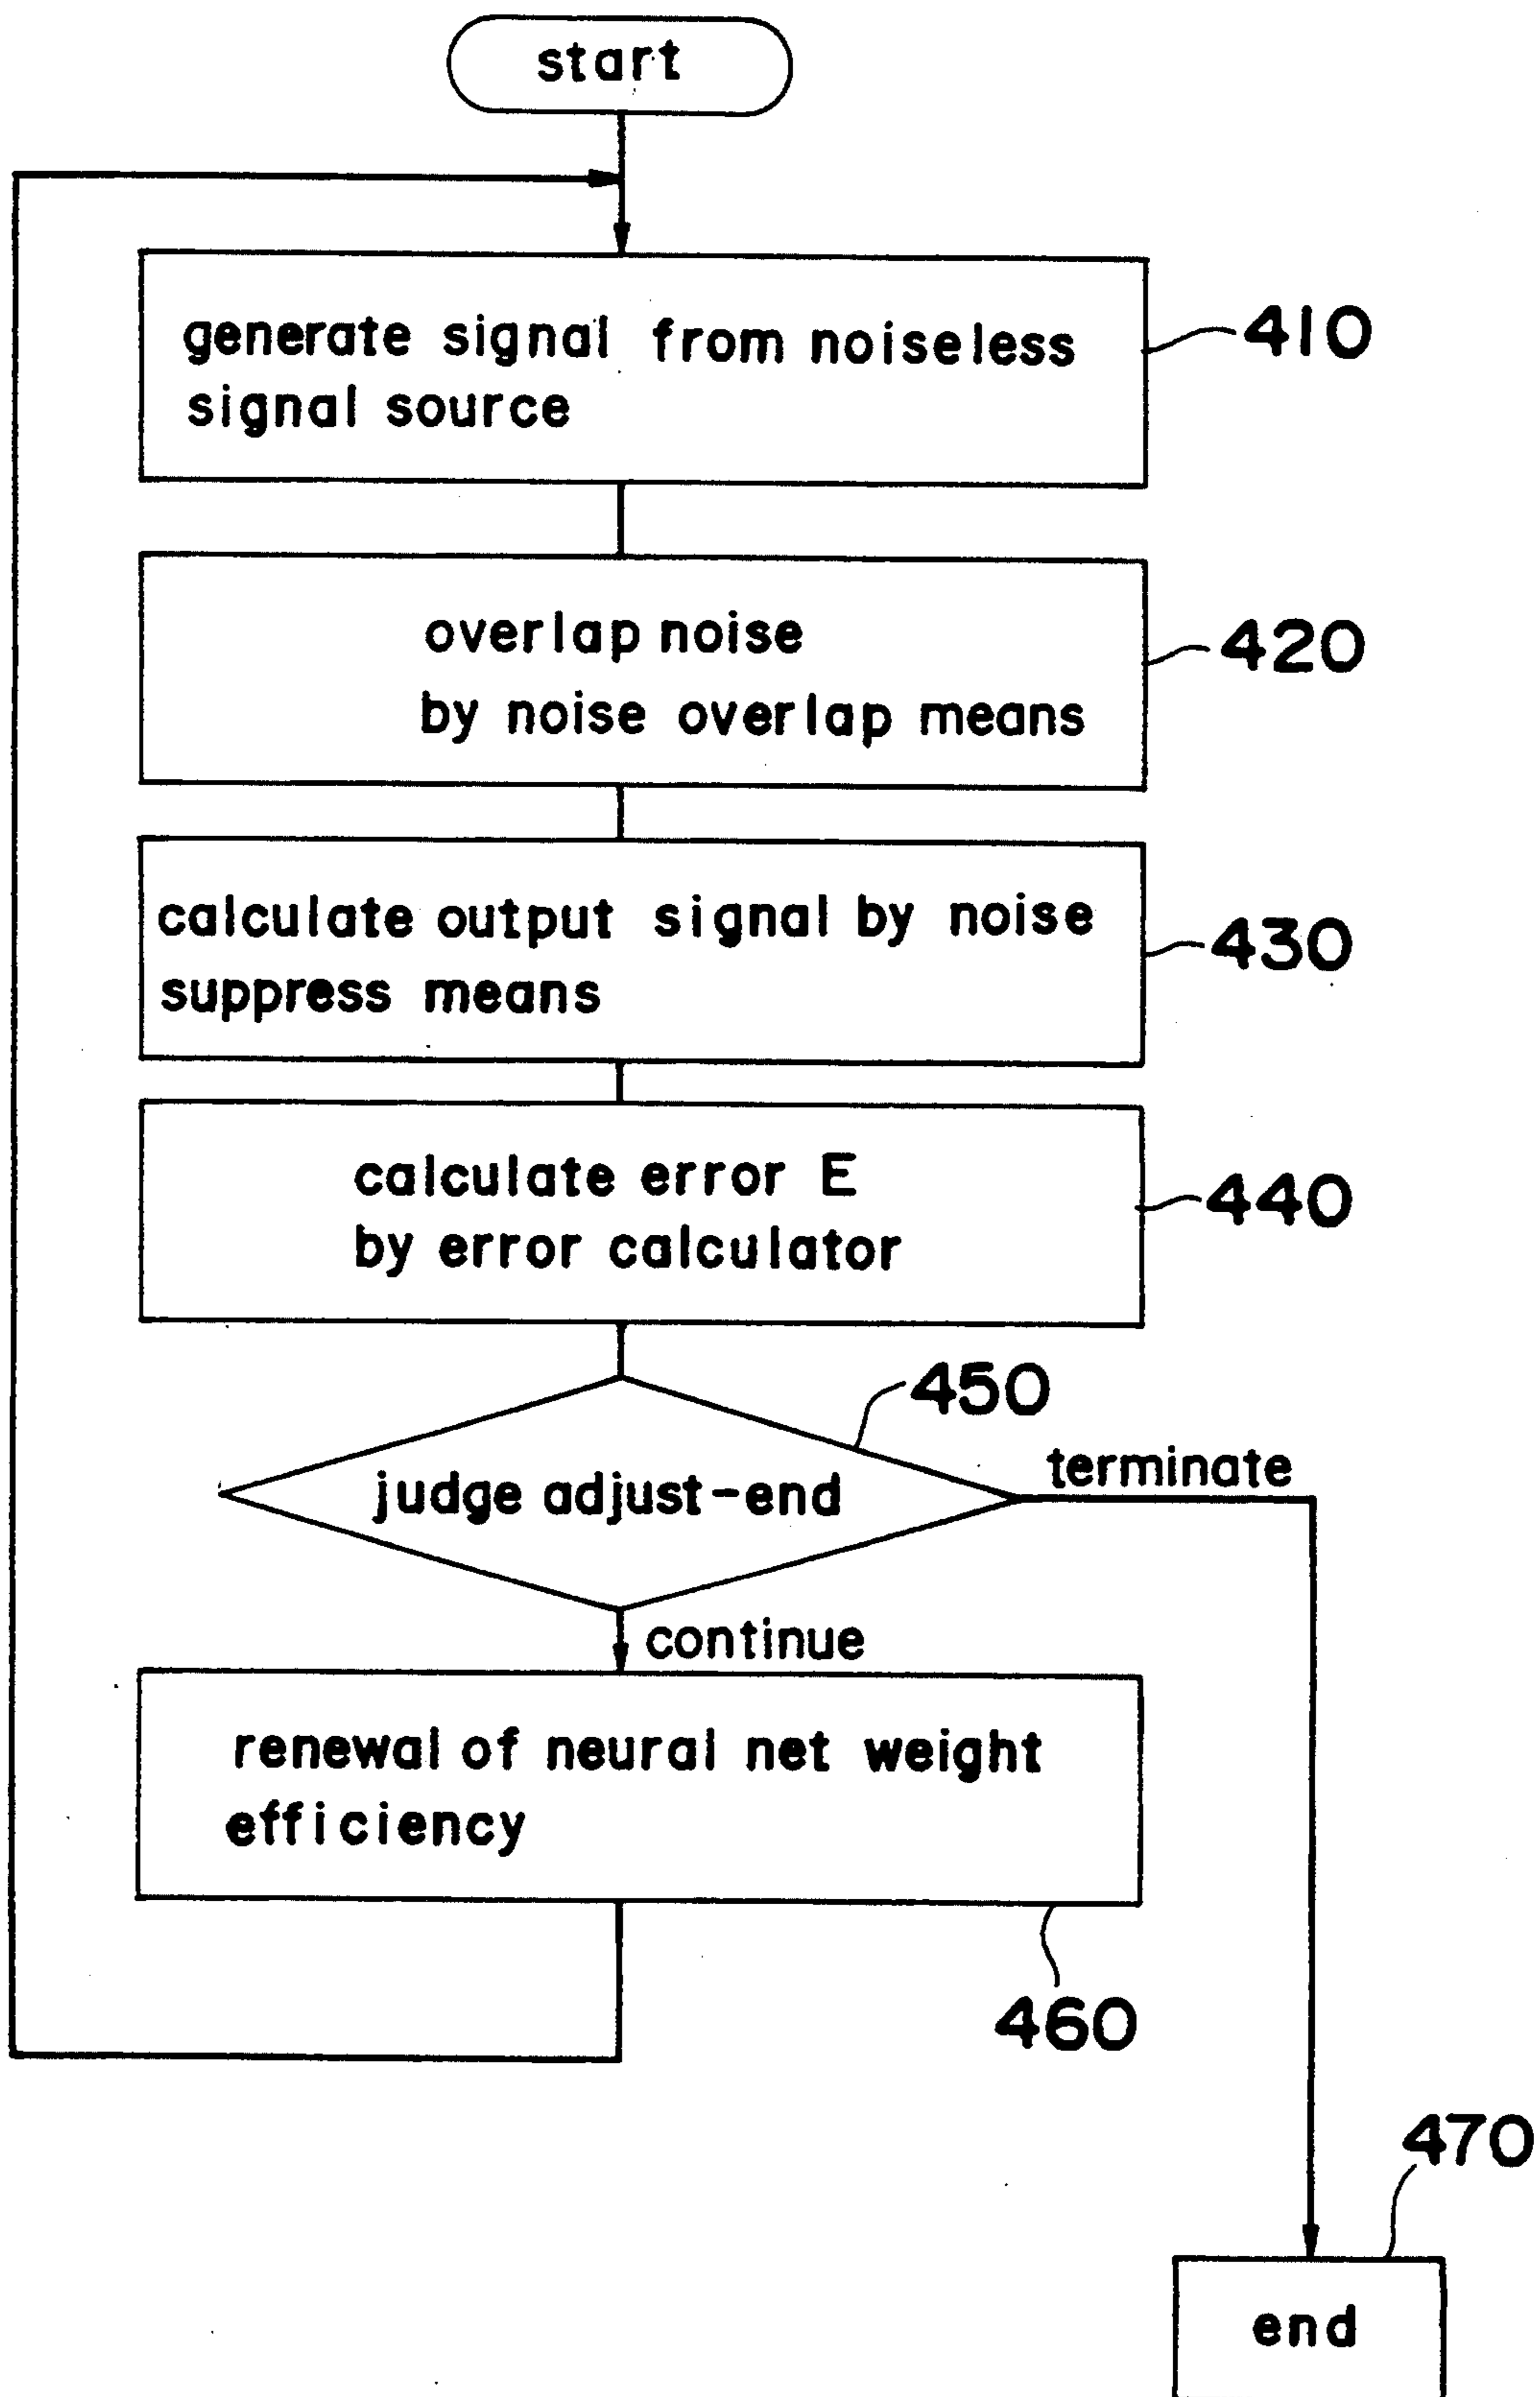 start
generate signal from noiseless
signal source
410
overlap noise
by noise overlap means
420
calculate output signal by noise
suppress means
430
calculate error E
by error calculator
440
450
judge adjust-end
terminate
continue
renewal of neural net weight
efficiency
460
470
end